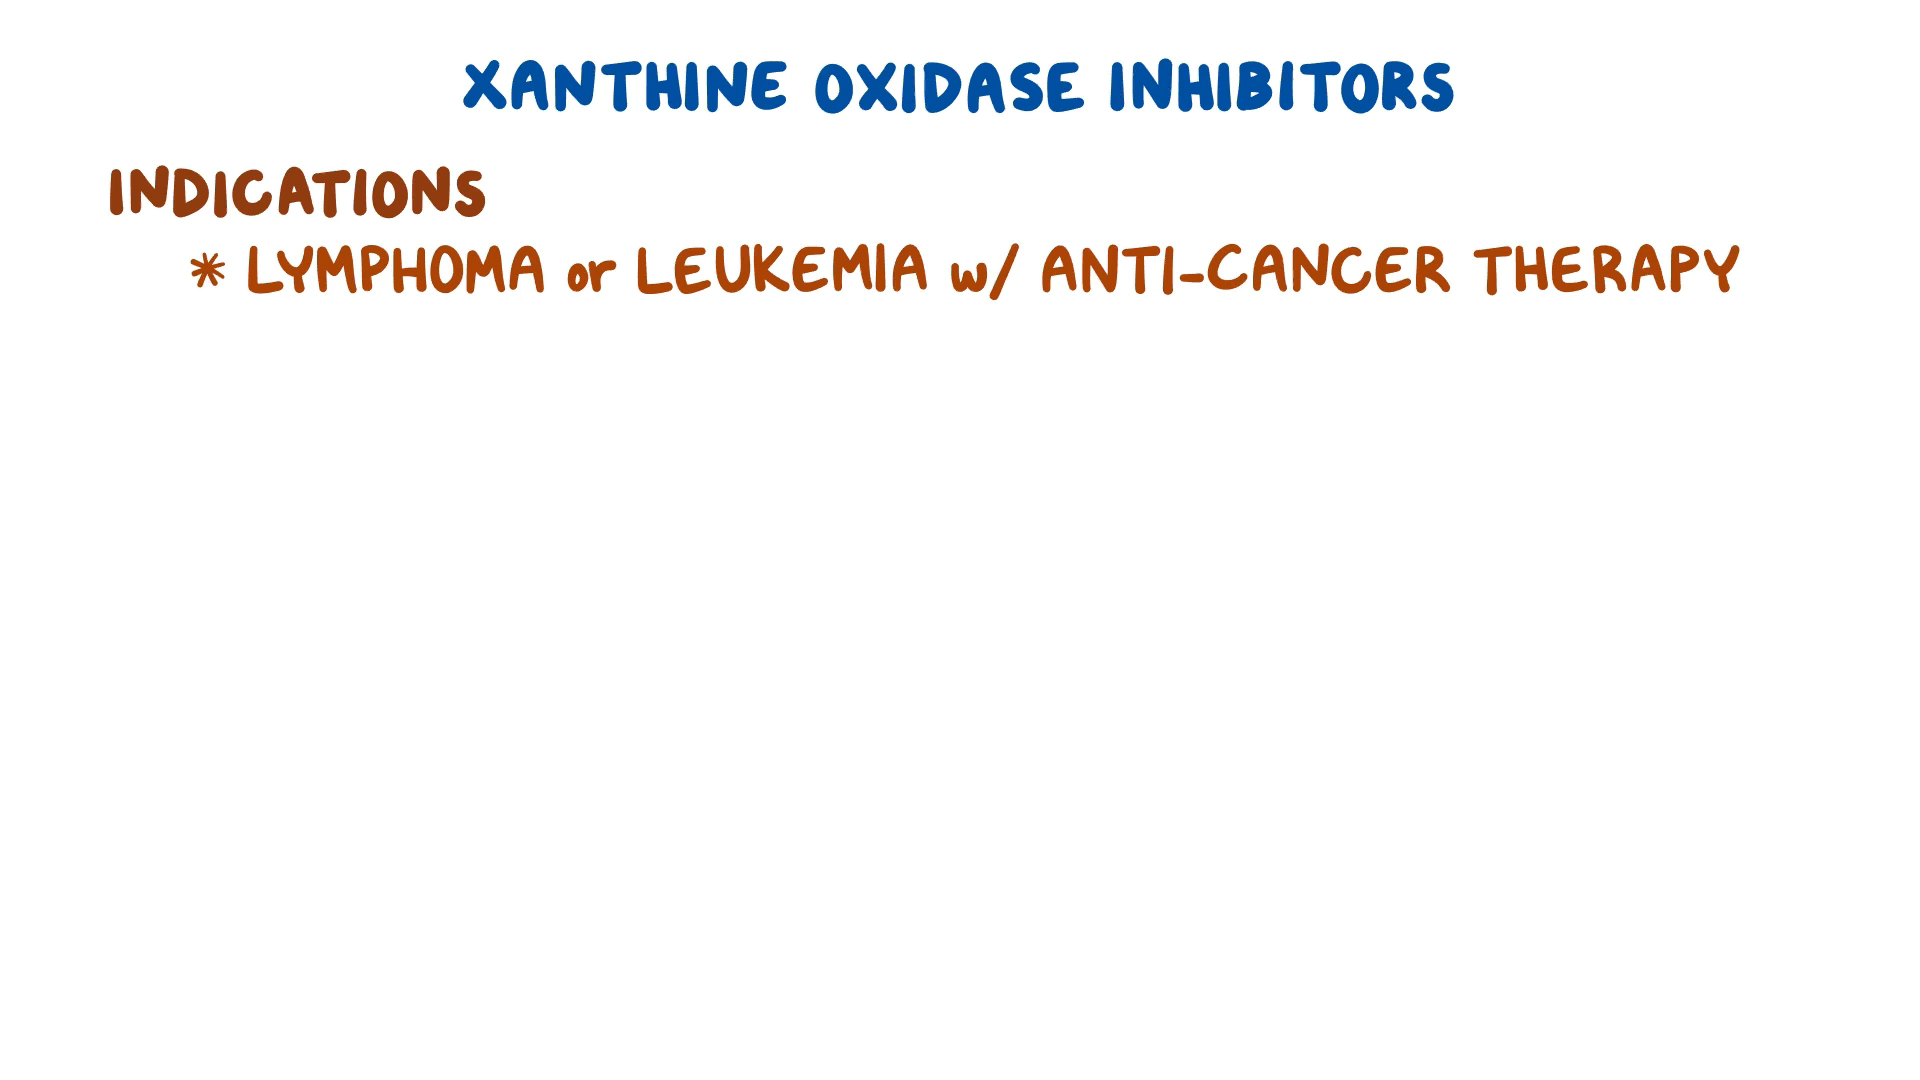 XANTHINE OXIDASE INHIBITORS
INDICATIONS
* LYMPHOMA or LEUKEMIA w/ ANTI-CANCER THERAPY